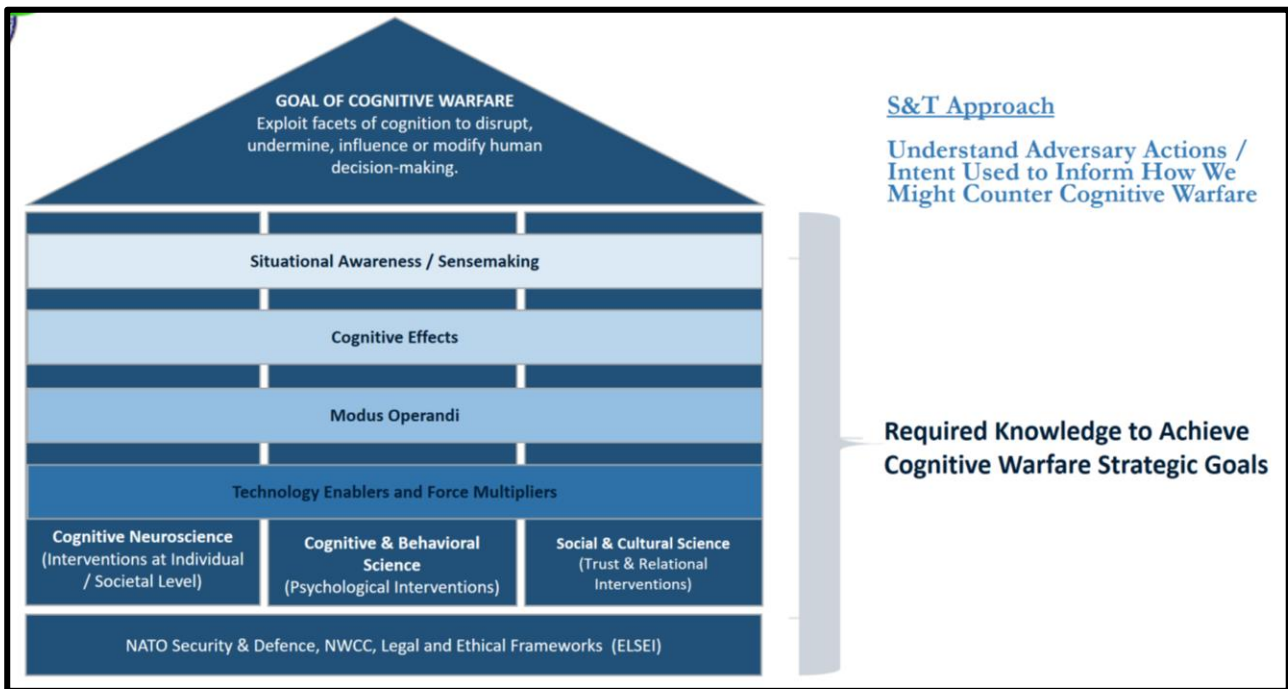 GOAL OF COGNITIVE WARFARE
Exploit facets of cognition to disrupt,
undermine, influence or modify human
decision-making.
S&T Approach
Understand Adversary Actions /
Intent Used to Inform How We
Might Counter Cognitive Warfare
Situational Awareness / Sensemaking
Cognitive Effects
Modus Operandi
Required Knowledge to Achieve
Cognitive Warfare Strategic Goals
Technology Enablers and Force Multipliers
Cognitive Neuroscience
(Interventions at Individual
/ Societal Level)
Cognitive & Behavioral
Science
(Psychological Interventions)
Social & Cultural Science
(Trust & Relational
Interventions)
NATO Security & Defence, NWCC, Legal and Ethical Frameworks (ELSEI)